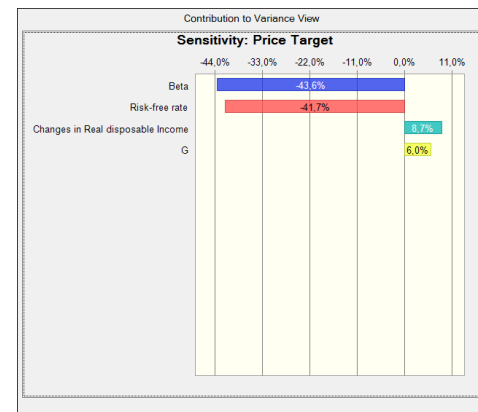 Contribution to Variance View
Sensitivity: Price Target
-44,0% -33,0% -22,0% -11,0% 0,0% 11,0%
Beta -43,6%
Risk-free rate -41,7%
Changes in Real disposable Income 8,7%
G 6,0%